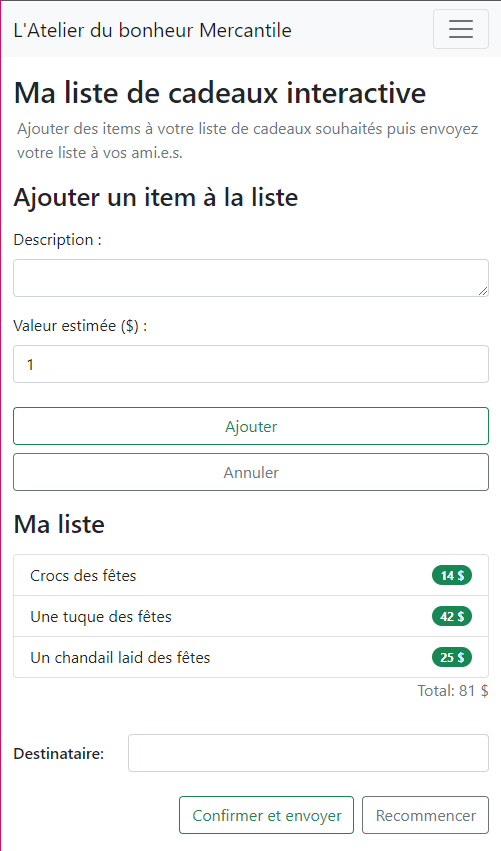 L'Atelier du bonheur Mercantile
Ma liste de cadeaux interactive
Ajouter des items à votre liste de cadeaux souhaités puis envoyez
votre liste à vos ami.e.s.
Ajouter un item à la liste
Description :
Valeur estimée ($) :
1
Ajouter
Annuler
Ma liste
Crocs des fêtes 14 $
Une tuque des fêtes 42 $
Un chandail laid des fêtes 25 $
Total: 81 $
Destinataire:
Confirmer et envoyer Recommencer